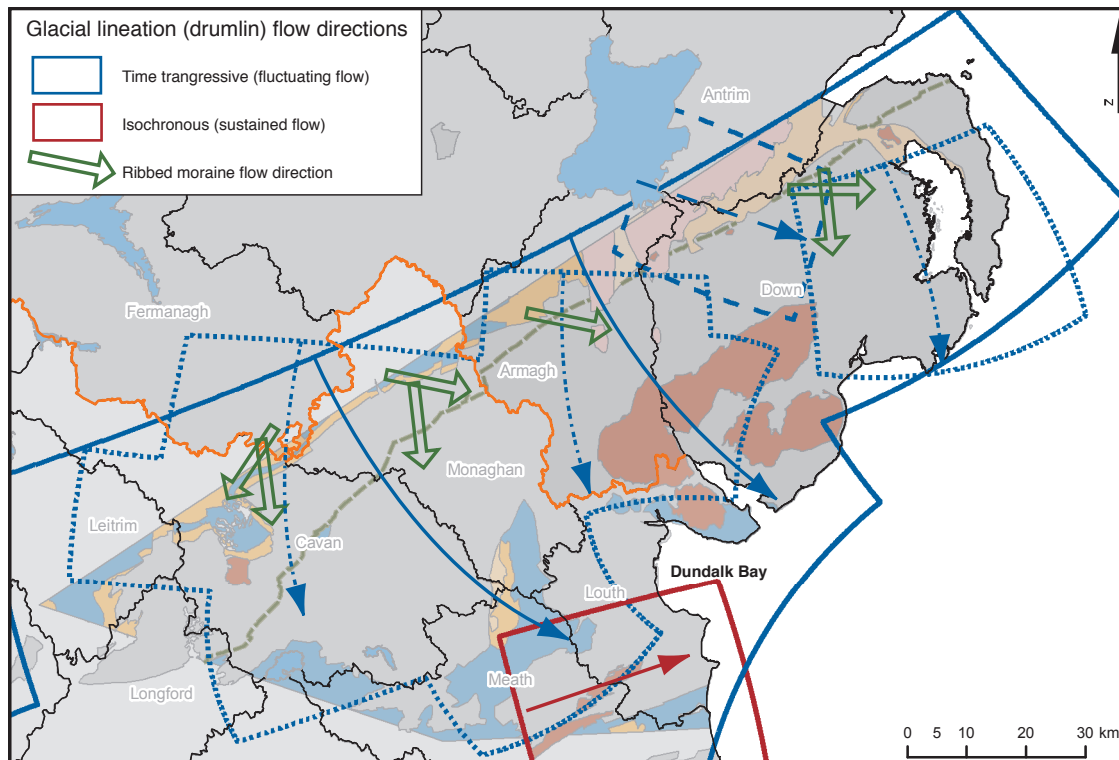 Glacial lineation (drumlin) flow directions
Time trangressive (fluctuating flow)
Isochronous (sustained flow)
Ribbed moraine flow direction
N
Antrim
Fermanagh
Down
Armagh
Monaghan
Leitrim
Cavan
Dundalk Bay
Louth
Meath
Longford
0 5 10 20 30 km